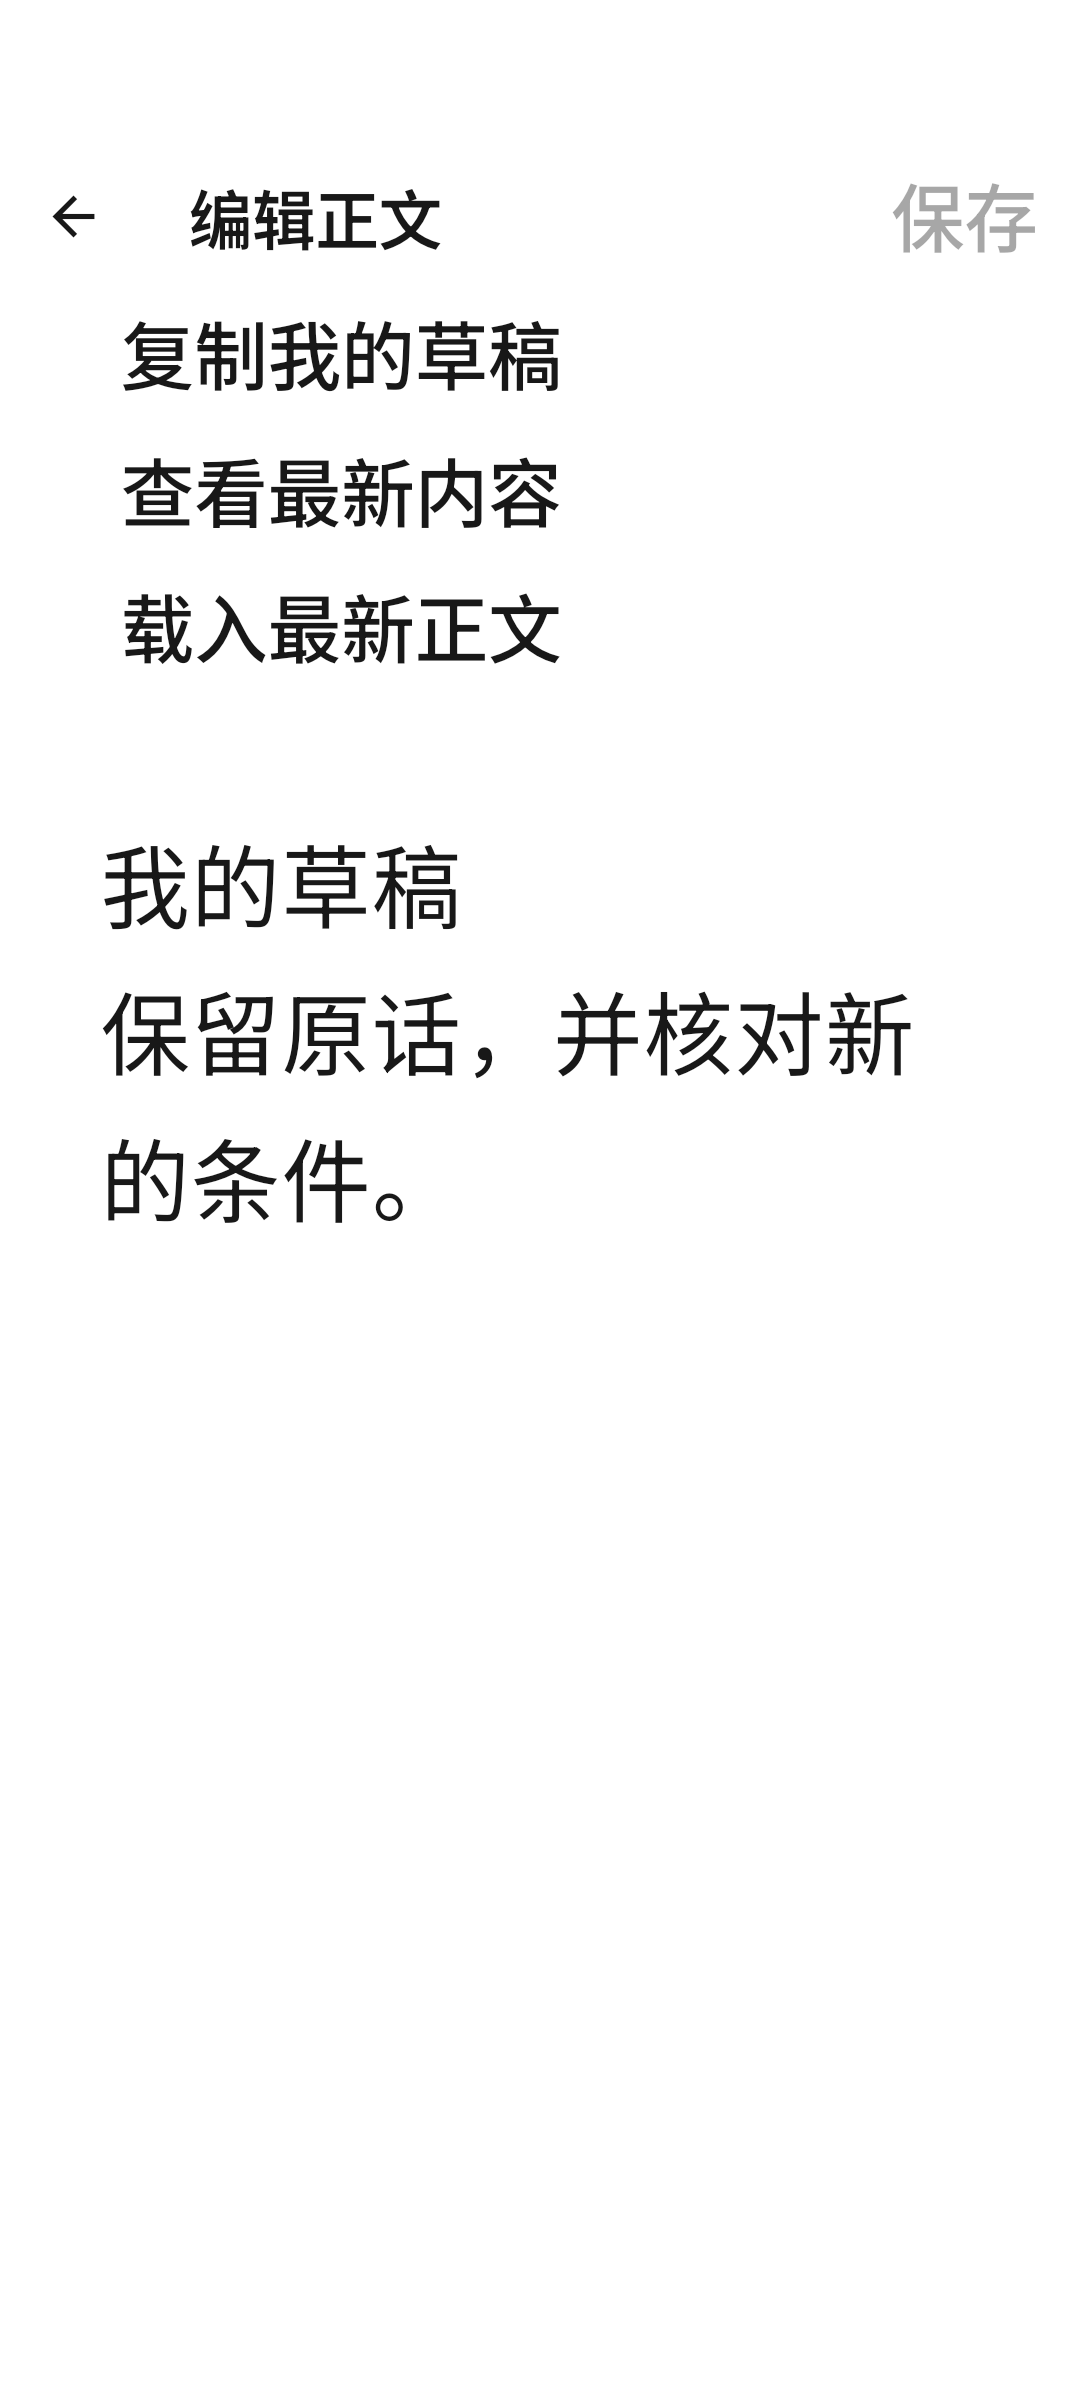 编辑正文
保存
复制我的草稿
查看最新内容
载入最新正文
我的草稿
保留原话，并核对新
的条件。